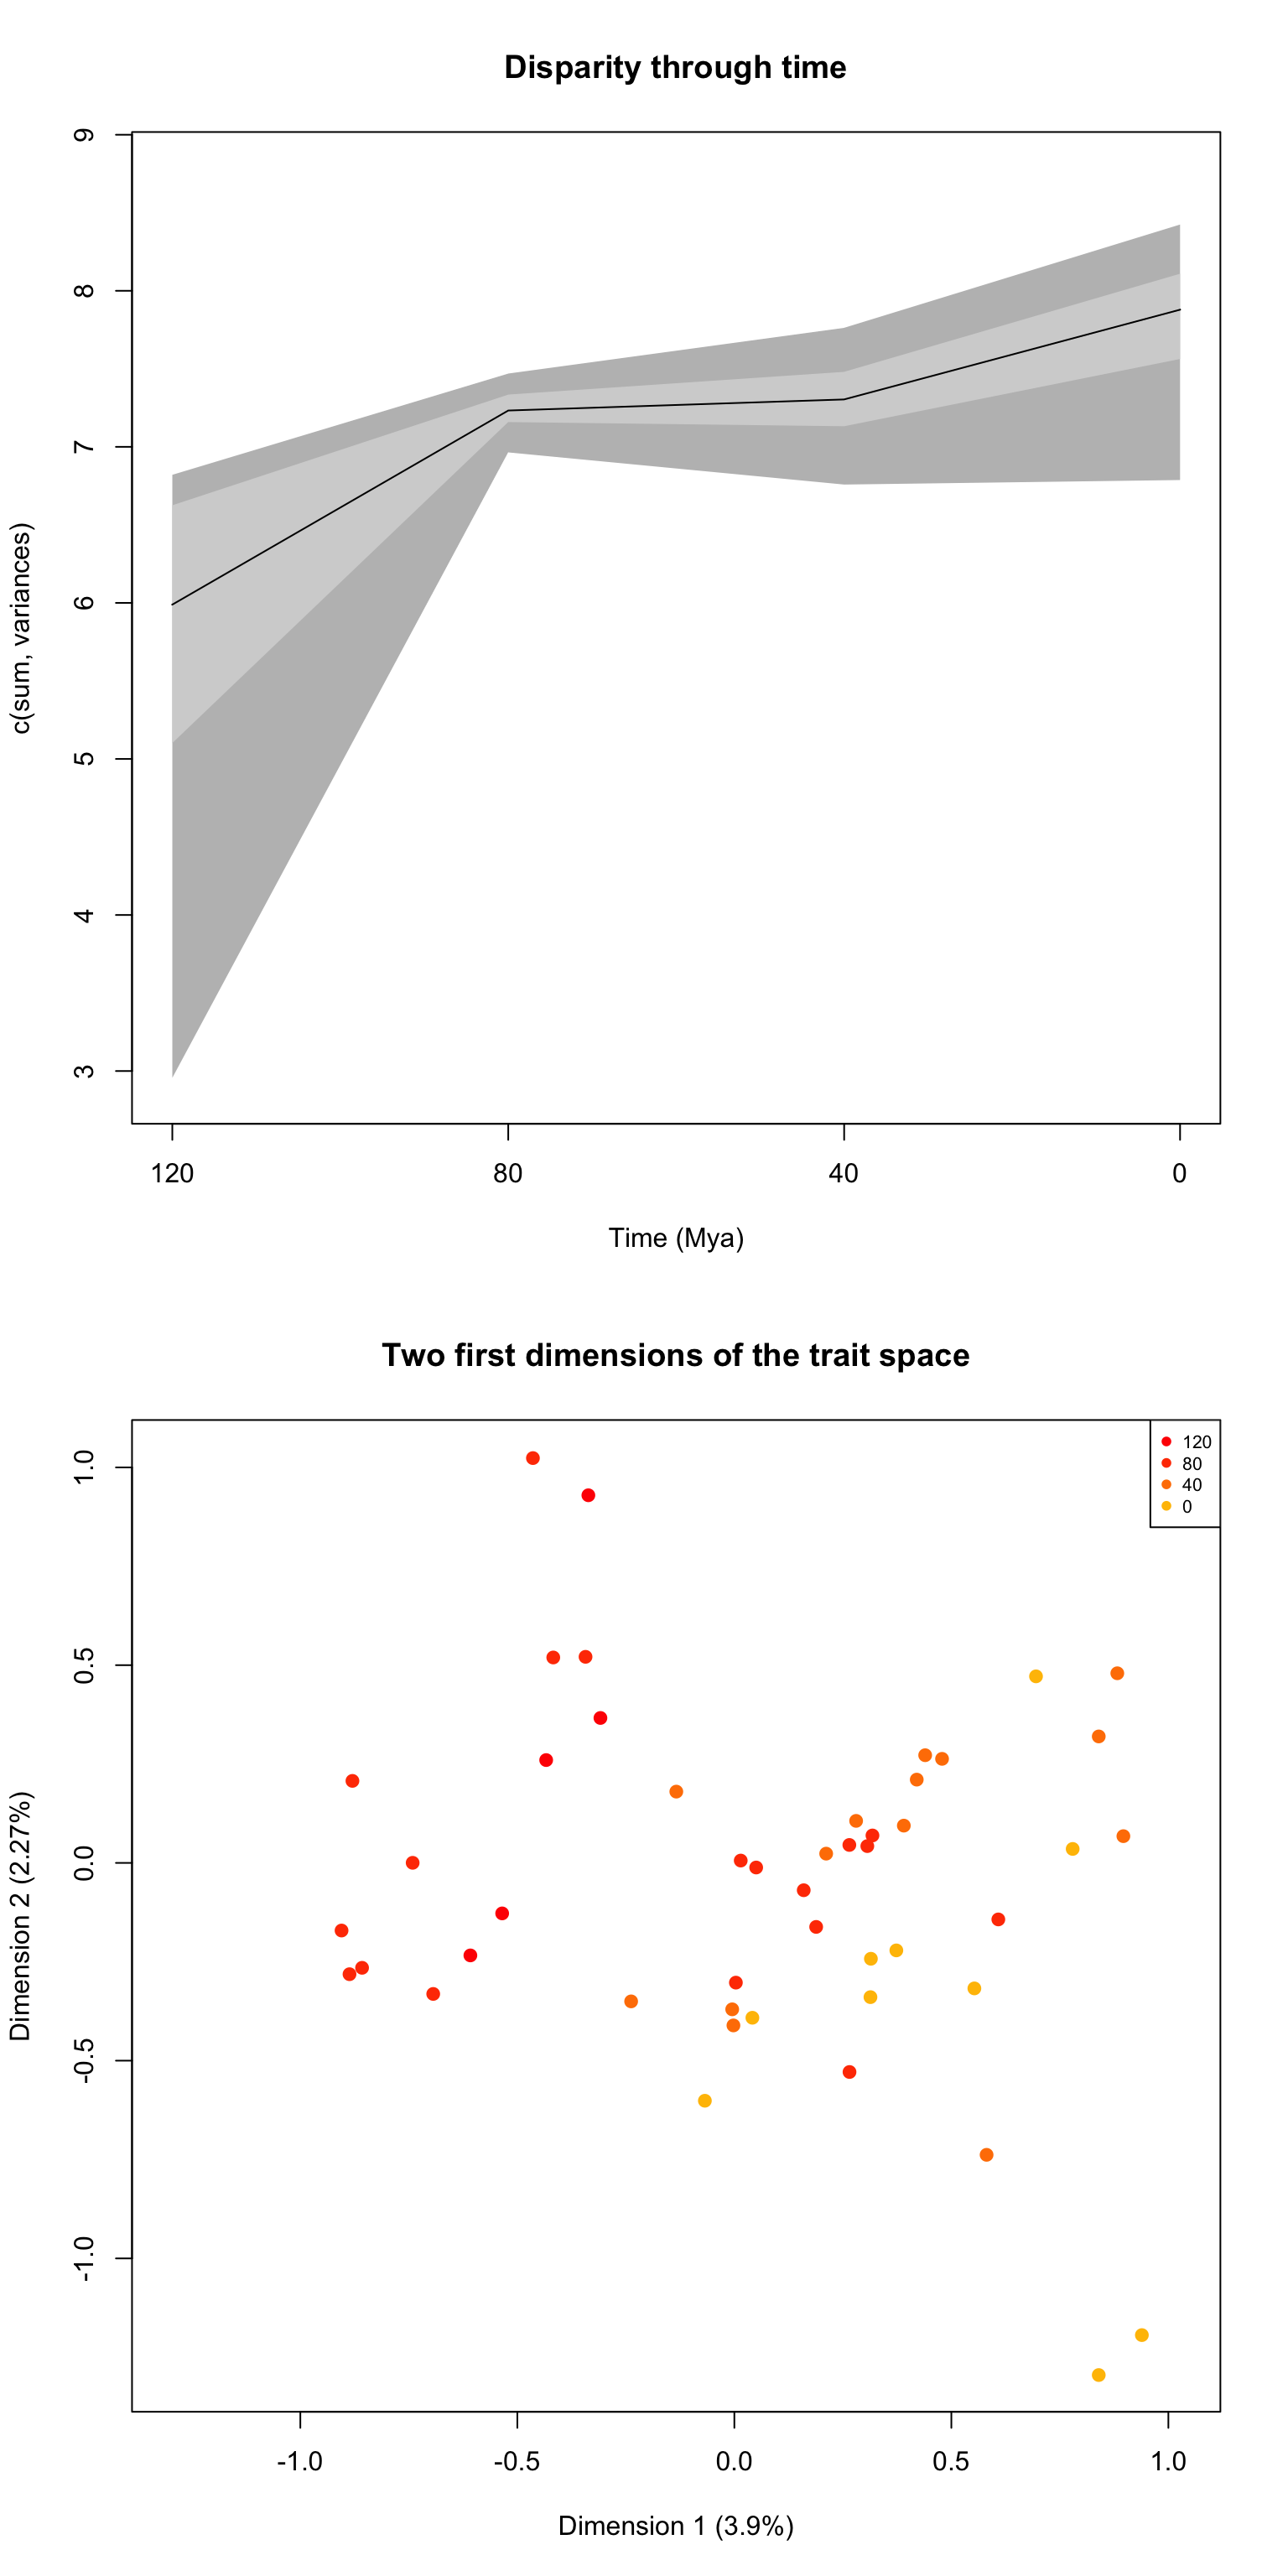 Disparity through time
9
8
7
6
5
4
3
c(sum, variances)
120 80 40 0
Time (Mya)
Two first dimensions of the trait space
120
80
40
0
1.0
0.5
0.0
-0.5
-1.0
Dimension 2 (2.27%)
-1.0 -0.5 0.0 0.5 1.0
Dimension 1 (3.9%)